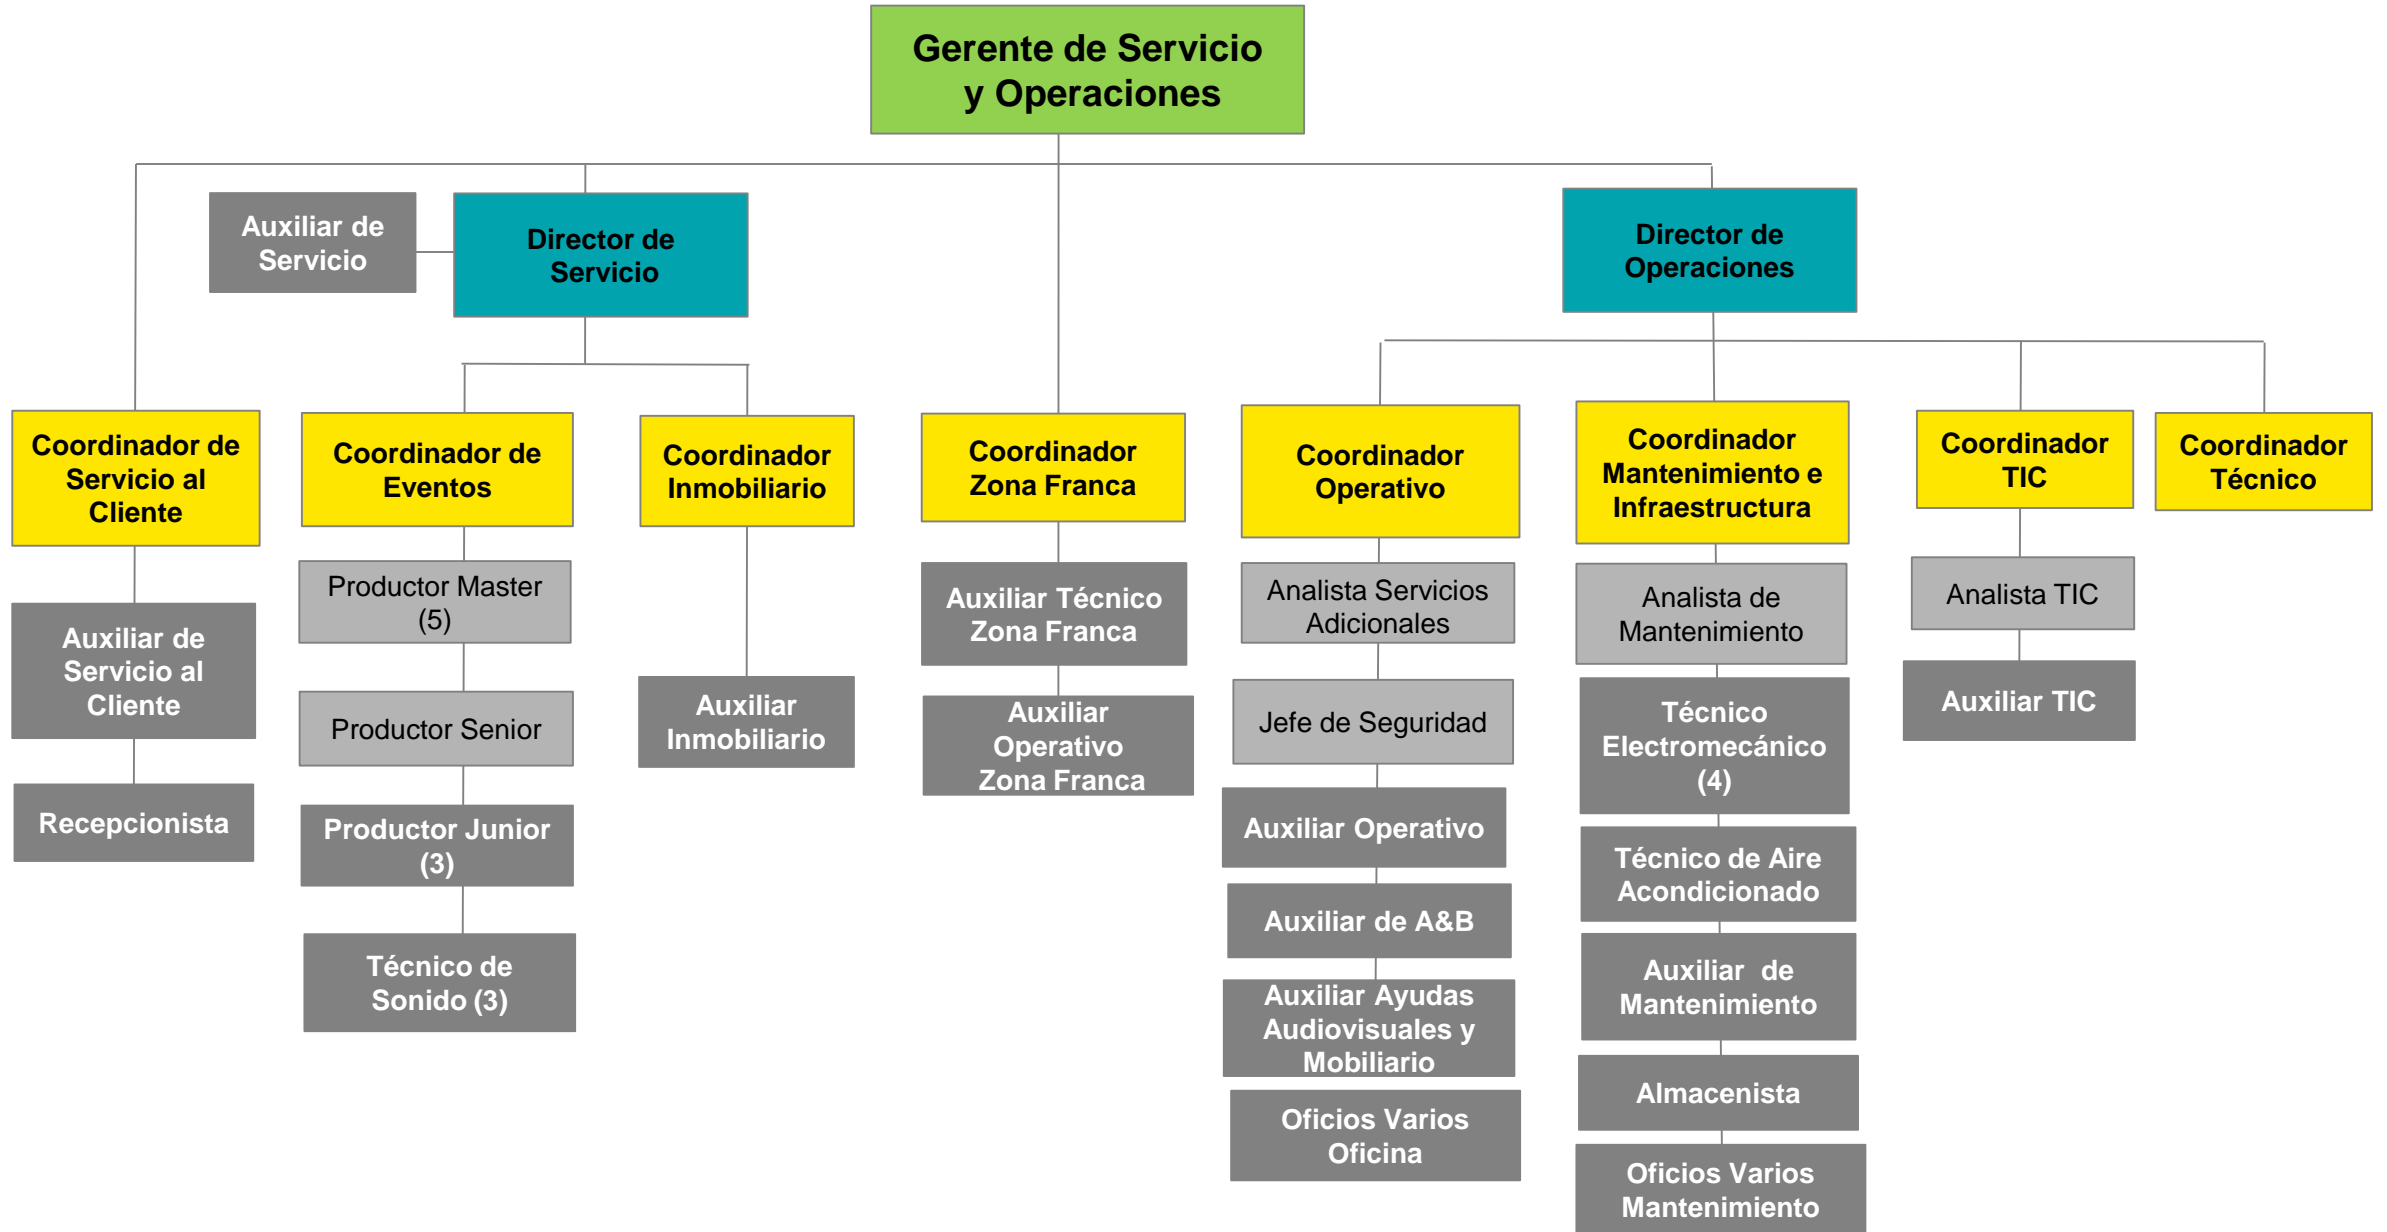 Gerente de Servicio
y Operaciones
Auxiliar de
Servicio
Director de
Servicio
Director de
Operaciones
Coordinador de
Servicio al
Cliente
Coordinador de
Eventos
Coordinador
Inmobiliario
Coordinador
Zona Franca
Coordinador
Operativo
Coordinador
Mantenimiento e
Infraestructura
Coordinador
TIC
Coordinador
Técnico
Auxiliar de
Servicio al
Cliente
Recepcionista
Productor Master
(5)
Productor Senior
Productor Junior
(3)
Técnico de
Sonido (3)
Auxiliar
Inmobiliario
Auxiliar Técnico
Zona Franca
Auxiliar
Operativo
Zona Franca
Analista Servicios
Adicionales
Jefe de Seguridad
Auxiliar Operativo
Auxiliar de A&B
Auxiliar Ayudas
Audiovisuales y
Mobiliario
Oficios Varios
Oficina
Analista de
Mantenimiento
Técnico
Electromecánico
(4)
Técnico de Aire
Acondicionado
Auxiliar de
Mantenimiento
Almacenista
Oficios Varios
Mantenimiento
Analista TIC
Auxiliar TIC